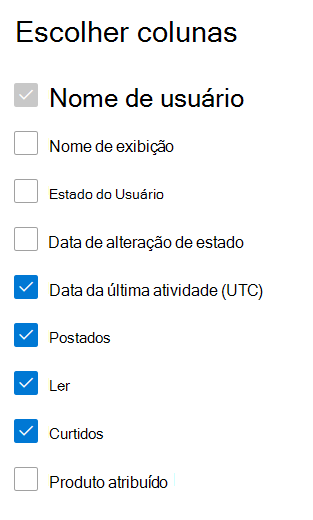 Escolher colunas
Nome de usuário
Nome de exibição
Estado do Usuário
Data de alteração de estado
Data da última atividade (UTC)
Postados
Ler
Curtidos
Produto atribuído